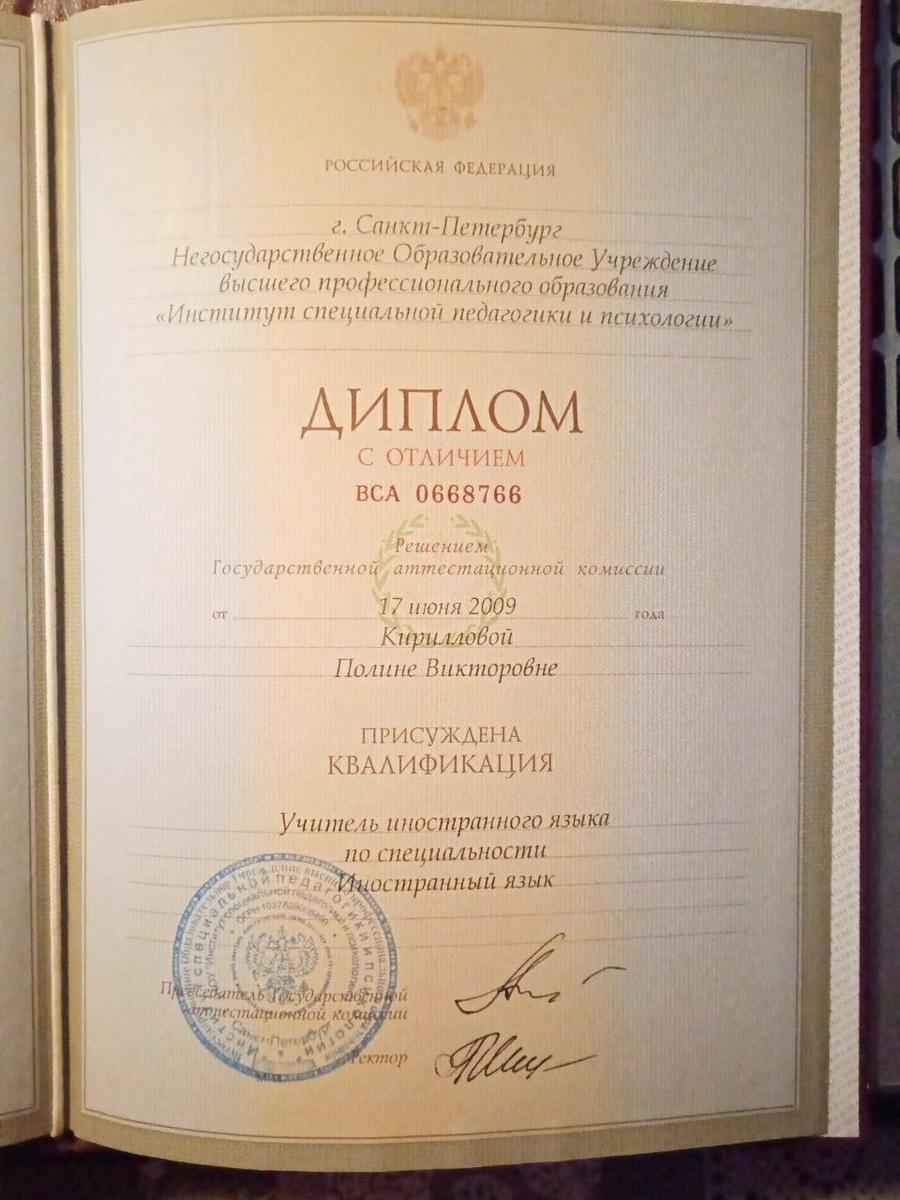 РОССИЙСКАЯ ФЕДЕРАЦИЯ
г. Санкт-Петербург
Негосударственное Образовательное Учреждение
высшего профессионального образования
«Институт специальной педагогики и психологии»
ДИПЛОМ
С ОТЛИЧИЕМ
ВСА 0668766
Решением
Государственной аттестационной комиссии
от 17 июня 2009 года
Кирилловой
Полине Викторовне
ПРИСУЖДЕНА
КВАЛИФИКАЦИЯ
Учитель иностранного языка
по специальности
Иностранный язык
Председатель Государственной
аттестационной комиссии
Ректор
Санкт-Петербург